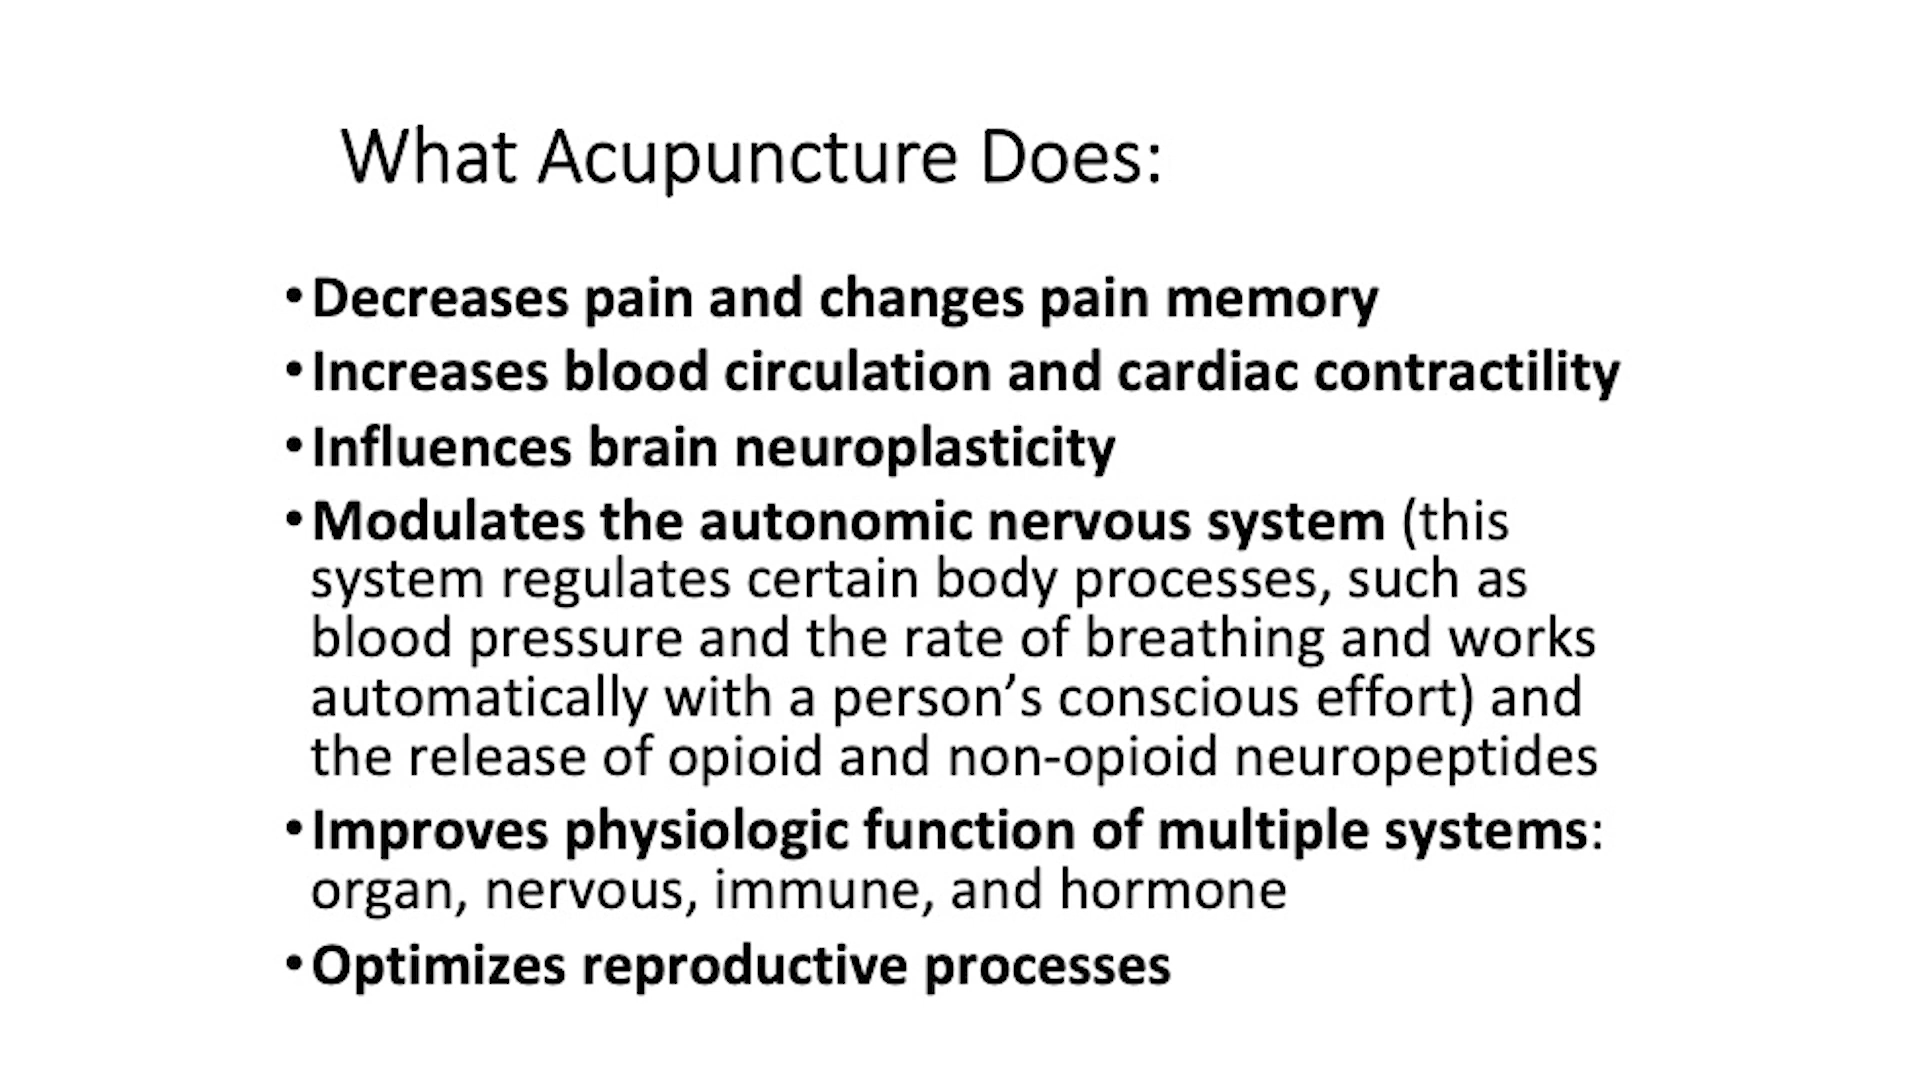 What Acupuncture Does:
• Decreases pain and changes pain memory
• Increases blood circulation and cardiac contractility
• Influences brain neuroplasticity
• Modulates the autonomic nervous system (this
system regulates certain body processes, such as
blood pressure and the rate of breathing and works
automatically with a person’s conscious effort) and
the release of opioid and non-opioid neuropeptides
• Improves physiologic function of multiple systems:
organ, nervous, immune, and hormone
• Optimizes reproductive processes